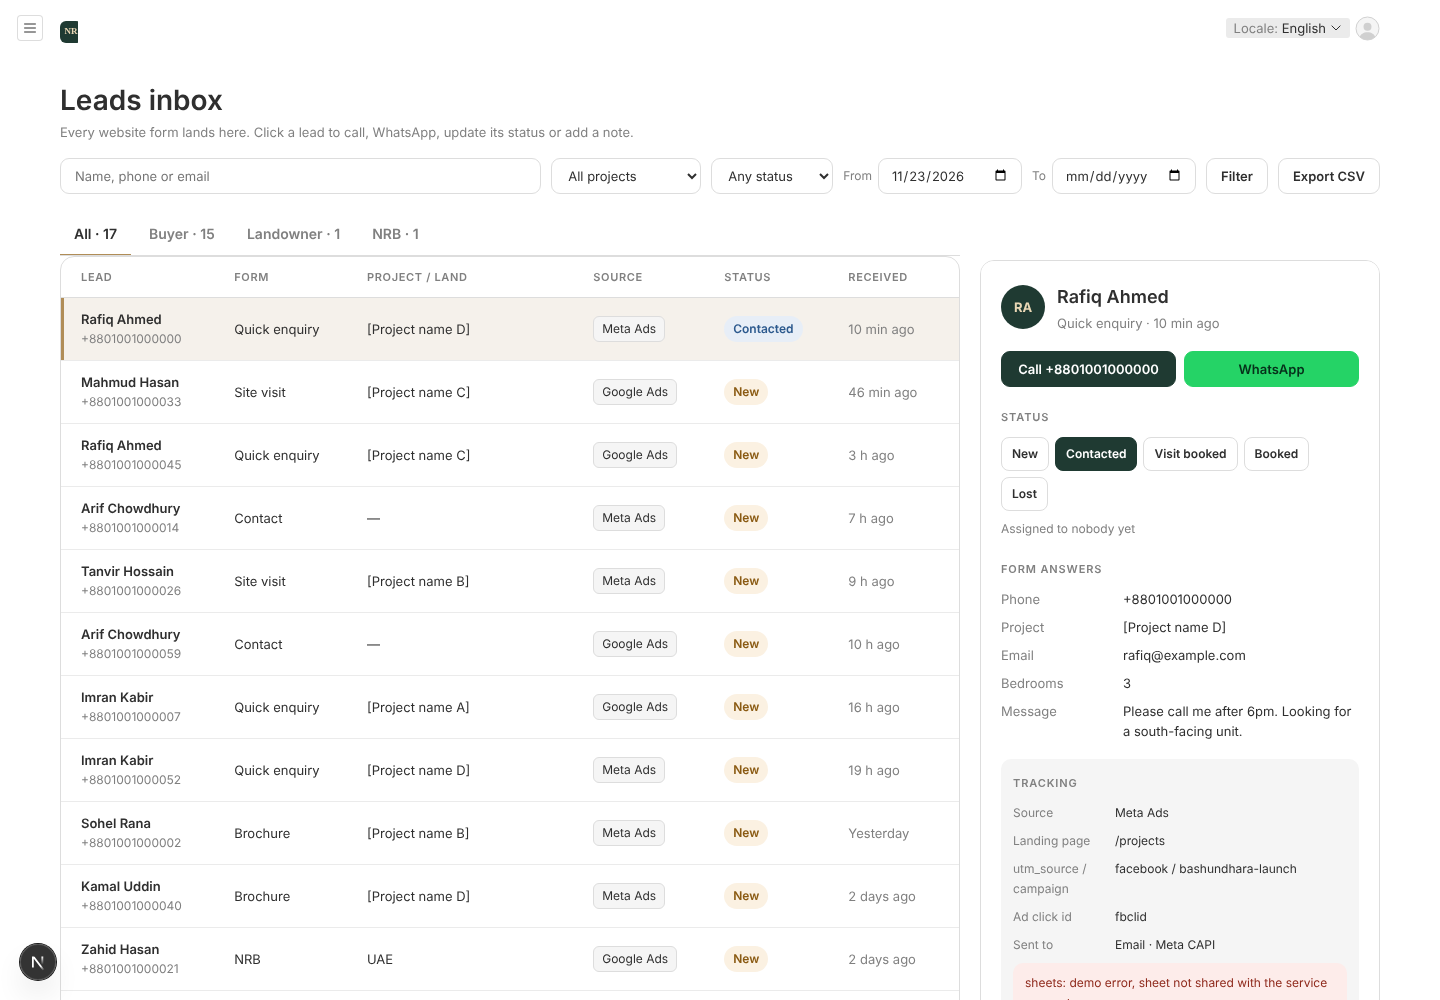 NR
Locale: English
Leads inbox
Every website form lands here. Click a lead to call, WhatsApp, update its status or add a note.
Name, phone or email
All projects
Any status
From 11/23/2026
To mm/dd/yyyy
Filter
Export CSV
All · 17
Buyer · 15
Landowner · 1
NRB · 1
LEAD FORM PROJECT / LAND SOURCE STATUS RECEIVED
Rafiq Ahmed
+8801001000000
Quick enquiry [Project name D] Meta Ads Contacted 10 min ago
Mahmud Hasan
+8801001000033
Site visit [Project name C] Google Ads New 46 min ago
Rafiq Ahmed
+8801001000045
Quick enquiry [Project name C] Google Ads New 3 h ago
Arif Chowdhury
+8801001000014
Contact — Meta Ads New 7 h ago
Tanvir Hossain
+8801001000026
Site visit [Project name B] Meta Ads New 9 h ago
Arif Chowdhury
+8801001000059
Contact — Google Ads New 10 h ago
Imran Kabir
+8801001000007
Quick enquiry [Project name A] Google Ads New 16 h ago
Imran Kabir
+8801001000052
Quick enquiry [Project name D] Meta Ads New 19 h ago
Sohel Rana
+8801001000002
Brochure [Project name B] Meta Ads New Yesterday
Kamal Uddin
+8801001000040
Brochure [Project name D] Meta Ads New 2 days ago
Zahid Hasan
+8801001000021
NRB UAE Google Ads New 2 days ago
N
RA
Rafiq Ahmed
Quick enquiry · 10 min ago
Call +8801001000000
WhatsApp
STATUS
New
Contacted
Visit booked
Booked
Lost
Assigned to nobody yet
FORM ANSWERS
Phone +8801001000000
Project [Project name D]
Email rafiq@example.com
Bedrooms 3
Message Please call me after 6pm. Looking for
a south-facing unit.
TRACKING
Source Meta Ads
Landing page /projects
utm_source / facebook / bashundhara-launch
campaign
Ad click id fbclid
Sent to Email · Meta CAPI
sheets: demo error, sheet not shared with the service